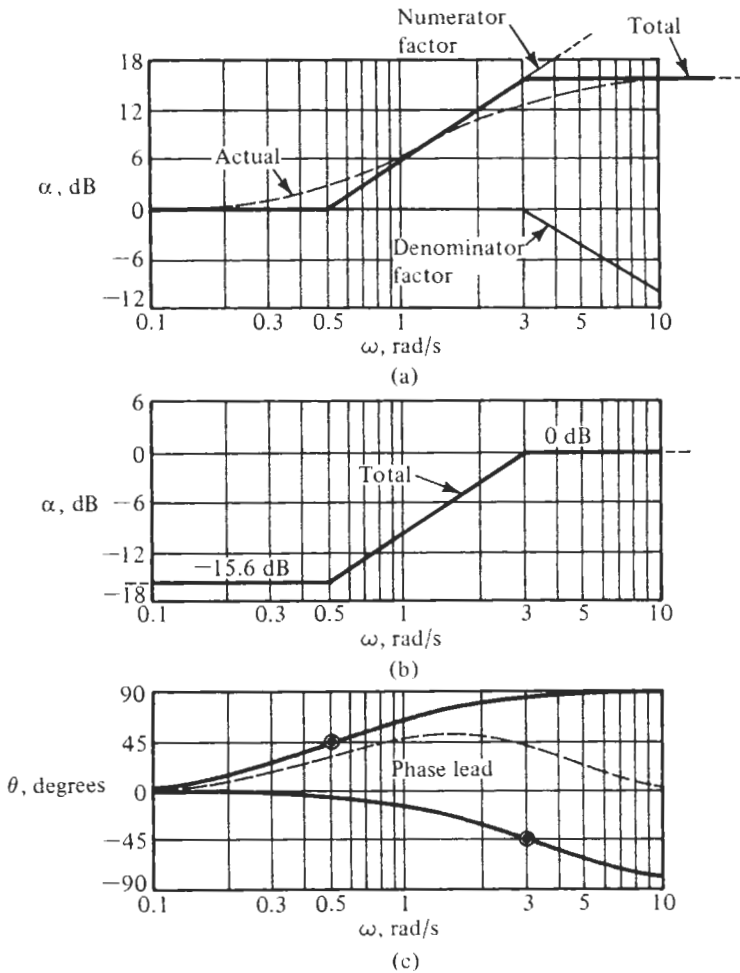 Numerator
factor
Total
18
12
6
0
−6
−12
α, dB
Actual
Denominator
factor
0.1 0.3 0.5 1 3 5 10
ω, rad/s
(a)
6
0
−6
−12
−18
α, dB
0 dB
Total
−15.6 dB
0.1 0.3 0.5 1 3 5 10
ω, rad/s
(b)
90
45
0
−45
−90
θ, degrees
Phase lead
0.1 0.3 0.5 1 3 5 10
ω, rad/s
(c)